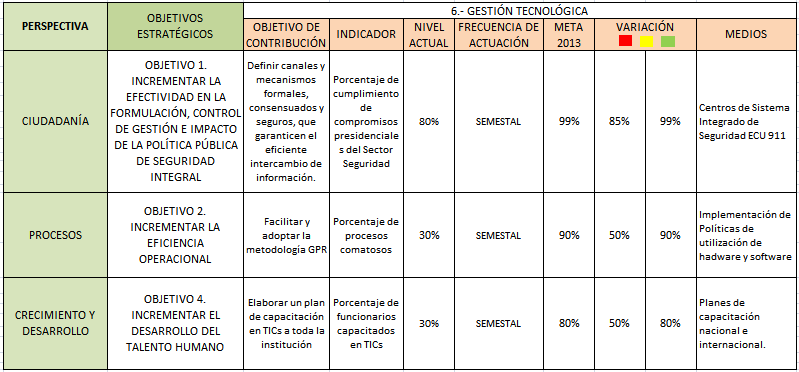 PERSPECTIVA
OBJETIVOS
ESTRATÉGICOS
6.- GESTIÓN TECNOLÓGICA
OBJETIVO DE
CONTRIBUCIÓN
INDICADOR
NIVEL
ACTUAL
FRECUENCIA DE
ACTUACIÓN
META
2013
VARIACIÓN
MEDIOS
CIUDADANÍA
OBJETIVO 1.
INCREMENTAR LA
EFECTIVIDAD EN LA
FORMULACIÓN, CONTROL
DE GESTIÓN E IMPACTO
DE LA POLÍTICA PÚBLICA
DE SEGURIDAD
INTEGRAL
Definir canales y
mecanismos
formales,
consensuados y
seguros, que
garanticen el
eficiente
intercambio de
información.
Porcentaje de
cumplimiento
de
compromisos
presidenciale
s del Sector
Seguridad
80%
SEMESTAL
99%
85%
99%
Centros de Sistema
Integrado de
Seguridad ECU 911
PROCESOS
OBJETIVO 2.
INCREMENTAR LA
EFICIENCIA
OPERACIONAL
Facilitar y
adoptar la
metodología GPR
Porcentaje de
procesos
comatosos
30%
SEMESTAL
90%
50%
90%
Implementación de
Políticas de
utilización de
hadware y software
CRECIMIENTO Y
DESARROLLO
OBJETIVO 4.
INCREMENTAR EL
DESARROLLO DEL
TALENTO HUMANO
Elaborar un plan
de capacitación
en TICs a toda la
institución
Porcentaje de
funcionarios
capacitados
en TICs
30%
SEMESTAL
80%
50%
80%
Planes de
capacitación
nacional e
internacional.